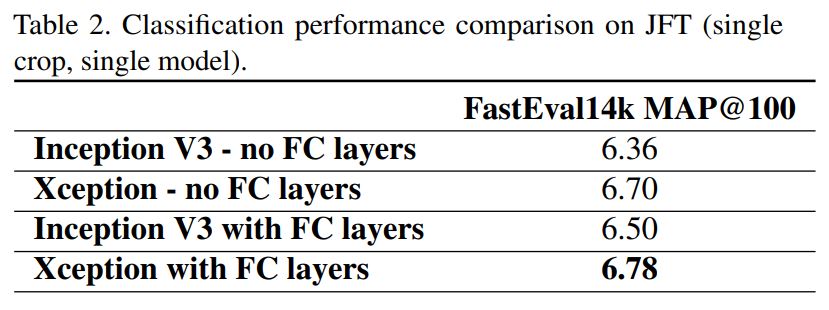 Table 2. Classification performance comparison on JFT (single
crop, single model).
FastEval14k MAP@100
Inception V3 - no FC layers 6.36
Xception - no FC layers 6.70
Inception V3 with FC layers 6.50
Xception with FC layers 6.78